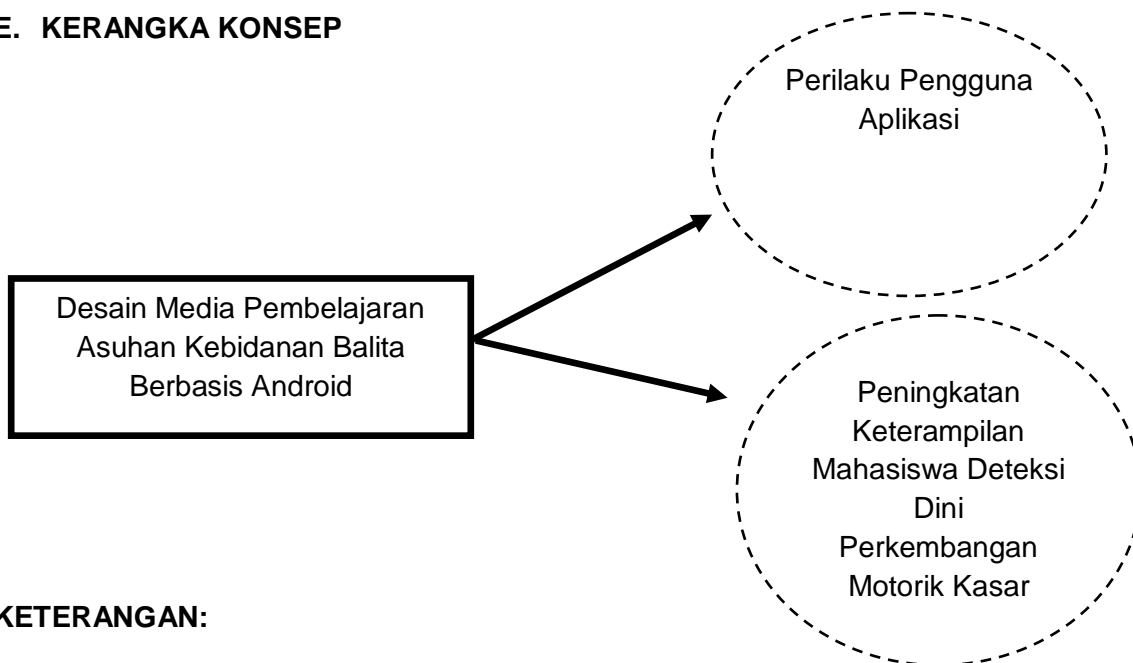 E. KERANGKA KONSEP
Perilaku Pengguna
Aplikasi
Desain Media Pembelajaran
Asuhan Kebidanan Balita
Berbasis Android
Peningkatan
Keterampilan
Mahasiswa Deteksi
Dini
Perkembangan
Motorik Kasar
KETERANGAN: